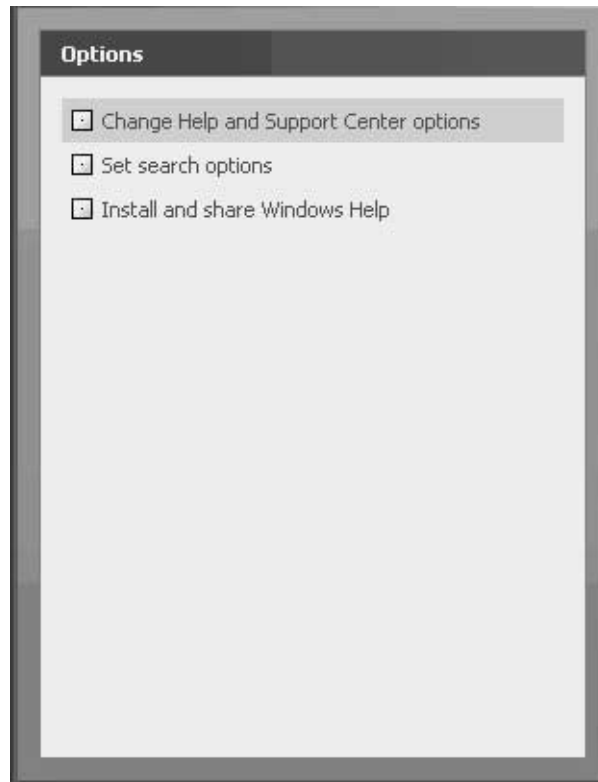 Options
Change Help and Support Center options
Set search options
Install and share Windows Help